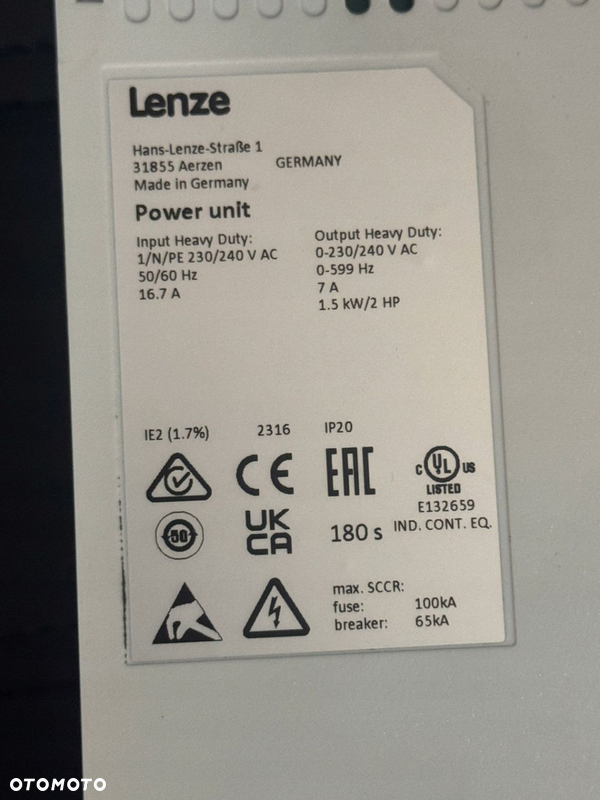 Lenze
Hans-Lenze-Straße 1
31855 Aerzen GERMANY
Made in Germany
Power unit
Input Heavy Duty:
1/N/PE 230/240 V AC
50/60 Hz
16.7 A
Output Heavy Duty:
0-230/240 V AC
0-599 Hz
7 A
1.5 kW/2 HP
IE2 (1.7%) 2316 IP20
CE EAC c UL US
LISTED
E132659
IND. CONT. EQ.
50 UK
CA
180 s
max. SCCR:
fuse: 100kA
breaker: 65kA
OTOMOTO